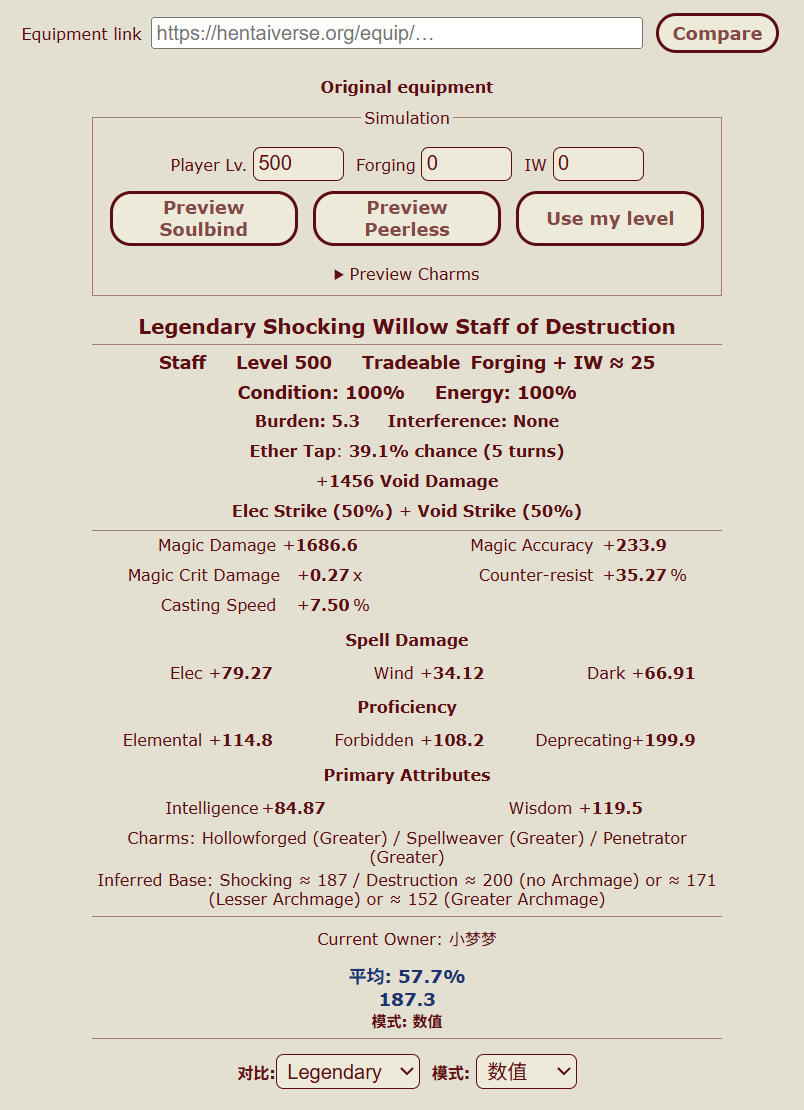 Equipment link https://hentaiverse.org/equip/… Compare
Original equipment
Simulation
Player Lv. 500 Forging 0 IW 0
Preview Soulbind Preview Peerless Use my level
▶ Preview Charms
Legendary Shocking Willow Staff of Destruction
Staff Level 500 Tradeable Forging + IW ≈ 25
Condition: 100% Energy: 100%
Burden: 5.3 Interference: None
Ether Tap: 39.1% chance (5 turns)
+1456 Void Damage
Elec Strike (50%) + Void Strike (50%)
Magic Damage +1686.6 Magic Accuracy +233.9
Magic Crit Damage +0.27 x Counter-resist +35.27 %
Casting Speed +7.50 %
Spell Damage
Elec +79.27 Wind +34.12 Dark +66.91
Proficiency
Elemental +114.8 Forbidden +108.2 Deprecating+199.9
Primary Attributes
Intelligence +84.87 Wisdom +119.5
Charms: Hollowforged (Greater) / Spellweaver (Greater) / Penetrator
(Greater)
Inferred Base: Shocking ≈ 187 / Destruction ≈ 200 (no Archmage) or ≈ 171
(Lesser Archmage) or ≈ 152 (Greater Archmage)
Current Owner: 小梦梦
平均: 57.7%
187.3
模式: 数值
对比: Legendary 模式: 数值